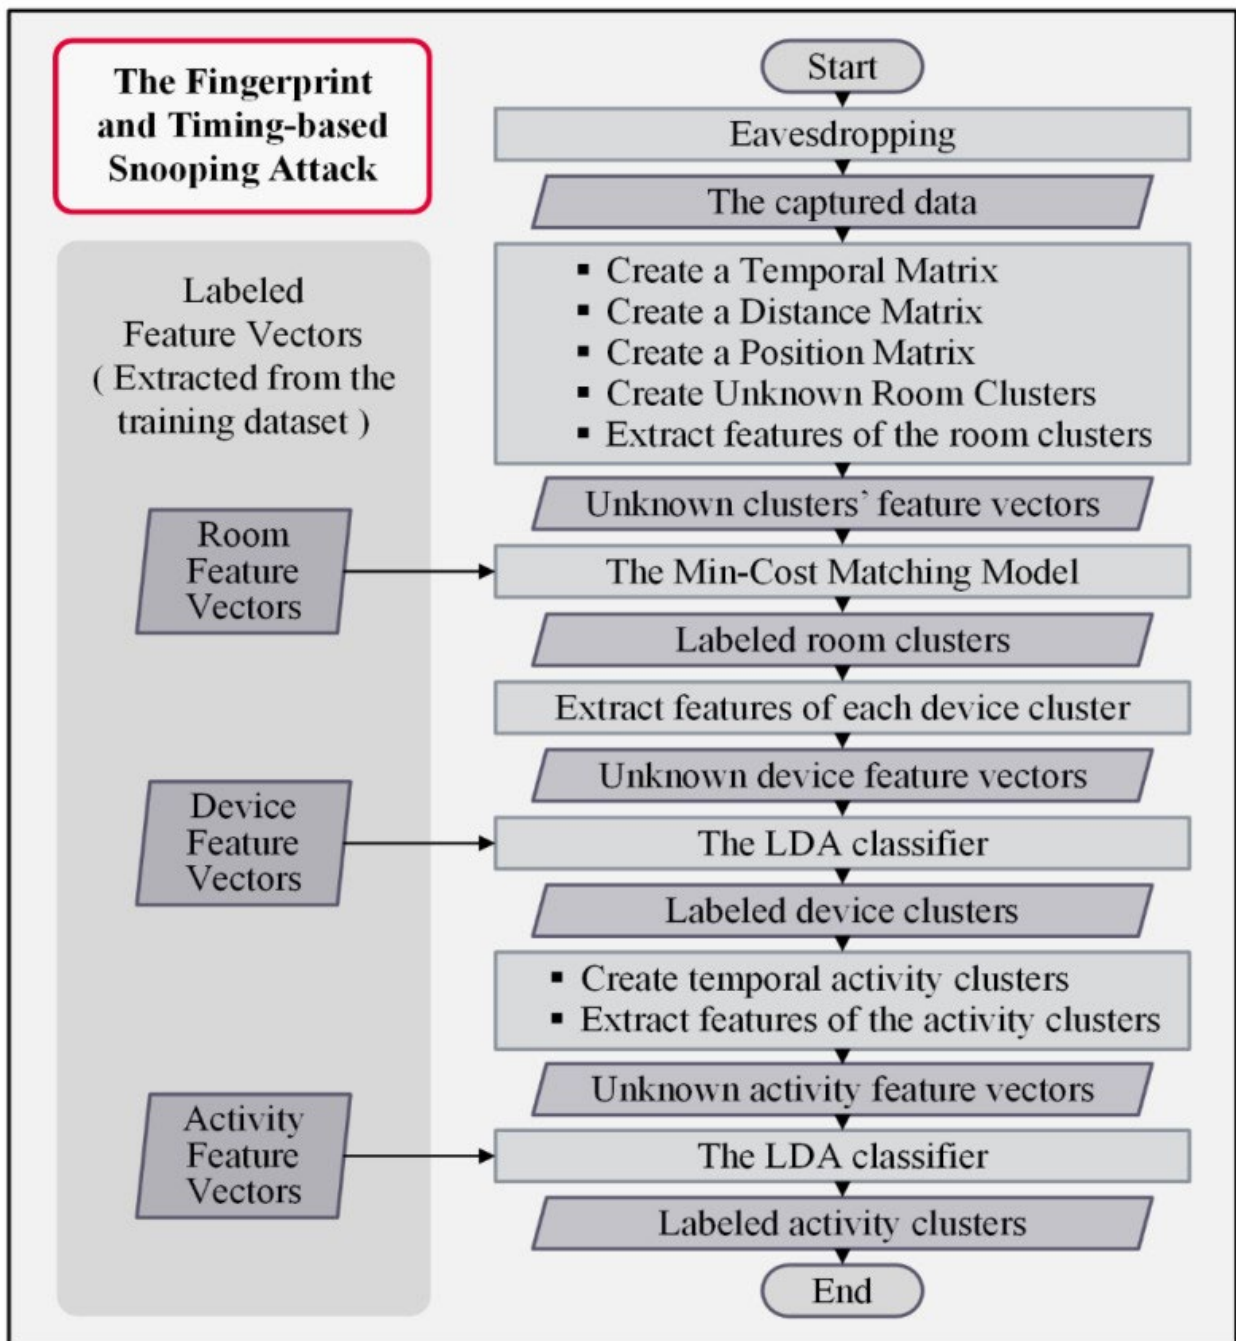 The Fingerprint
and Timing-based
Snooping Attack
Labeled
Feature Vectors
( Extracted from the
training dataset )
Room
Feature
Vectors
Device
Feature
Vectors
Activity
Feature
Vectors
Start
Eavesdropping
The captured data
▪ Create a Temporal Matrix
▪ Create a Distance Matrix
▪ Create a Position Matrix
▪ Create Unknown Room Clusters
▪ Extract features of the room clusters
Unknown clusters’ feature vectors
The Min-Cost Matching Model
Labeled room clusters
Extract features of each device cluster
Unknown device feature vectors
The LDA classifier
Labeled device clusters
▪ Create temporal activity clusters
▪ Extract features of the activity clusters
Unknown activity feature vectors
The LDA classifier
Labeled activity clusters
End